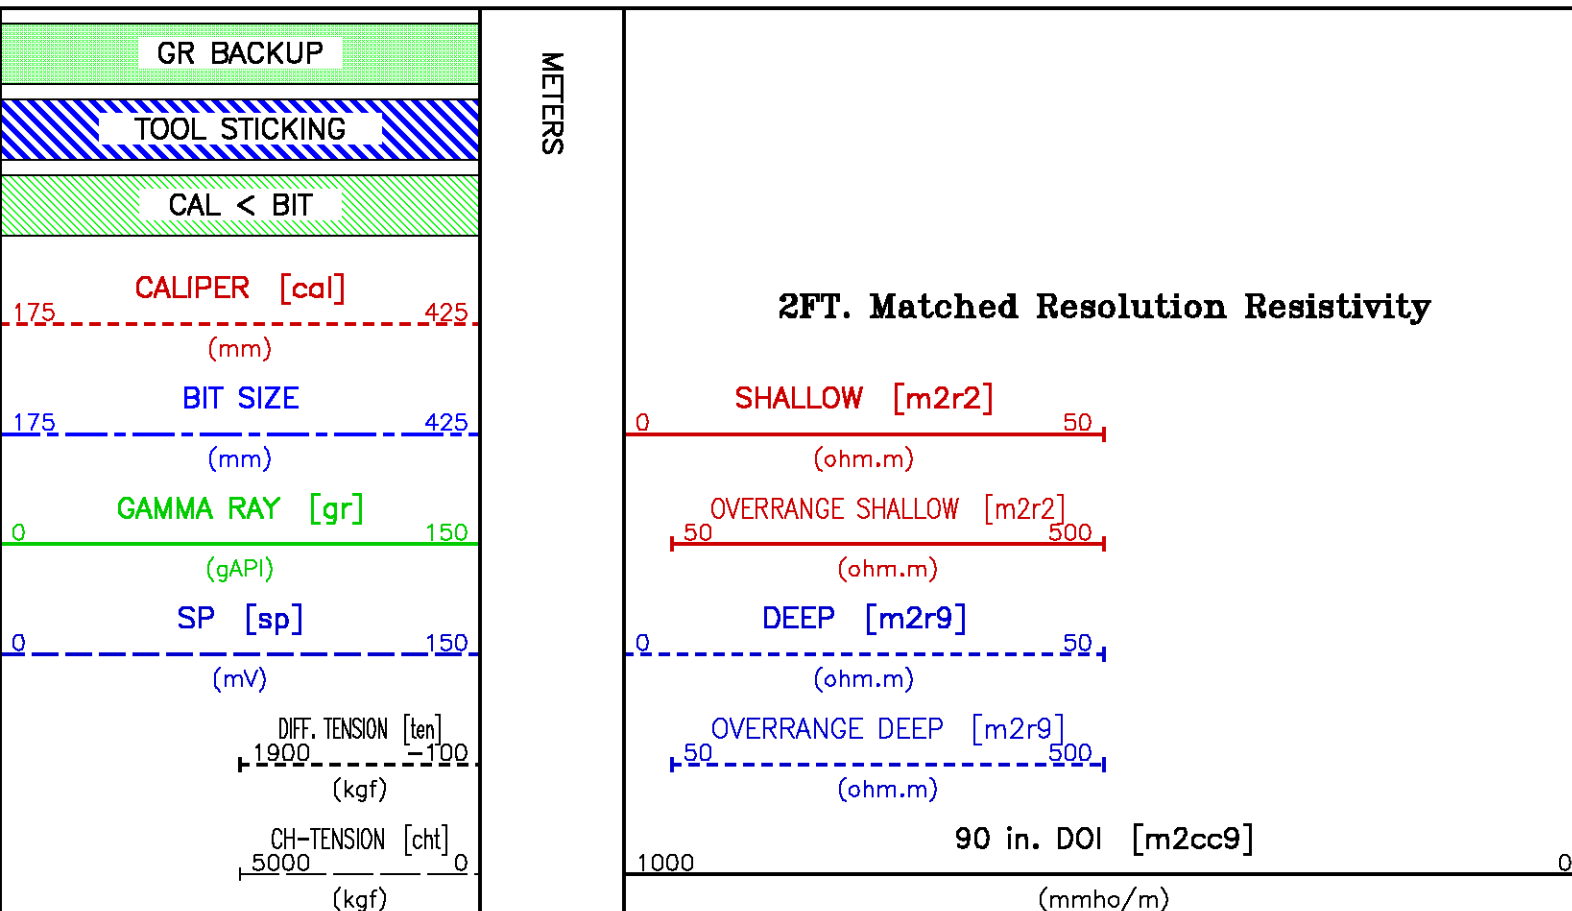 GR BACKUP
TOOL STICKING
CAL < BIT
CALIPER [cal]
175 425
(mm)
BIT SIZE
175 425
(mm)
GAMMA RAY [gr]
0 150
(gAPI)
SP [sp]
0 150
(mV)
DIFF. TENSION [ten]
1900 -100
(kgf)
CH-TENSION [cht]
5000 0
(kgf)
METERS
2FT. Matched Resolution Resistivity
SHALLOW [m2r2]
0 50
(ohm.m)
OVERRANGE SHALLOW [m2r2]
50 500
(ohm.m)
DEEP [m2r9]
0 50
(ohm.m)
OVERRANGE DEEP [m2r9]
50 500
(ohm.m)
90 in. DOI [m2cc9]
1000 0
(mmho/m)